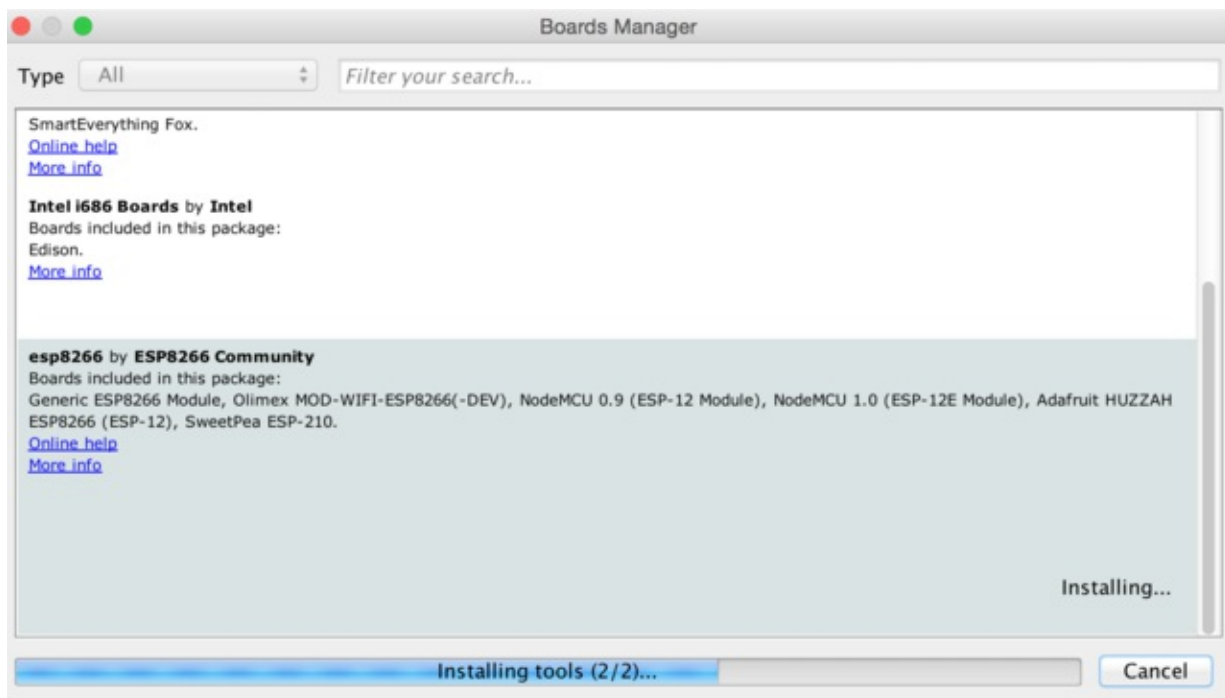 Boards Manager
Type All Filter your search...
SmartEverything Fox.
Online help
More info
Intel i686 Boards by Intel
Boards included in this package:
Edison.
More info
esp8266 by ESP8266 Community
Boards included in this package:
Generic ESP8266 Module, Olimex MOD-WIFI-ESP8266(-DEV), NodeMCU 0.9 (ESP-12 Module), NodeMCU 1.0 (ESP-12E Module), Adafruit HUZZAH
ESP8266 (ESP-12), SweetPea ESP-210.
Online help
More info
Installing...
Installing tools (2/2)... Cancel